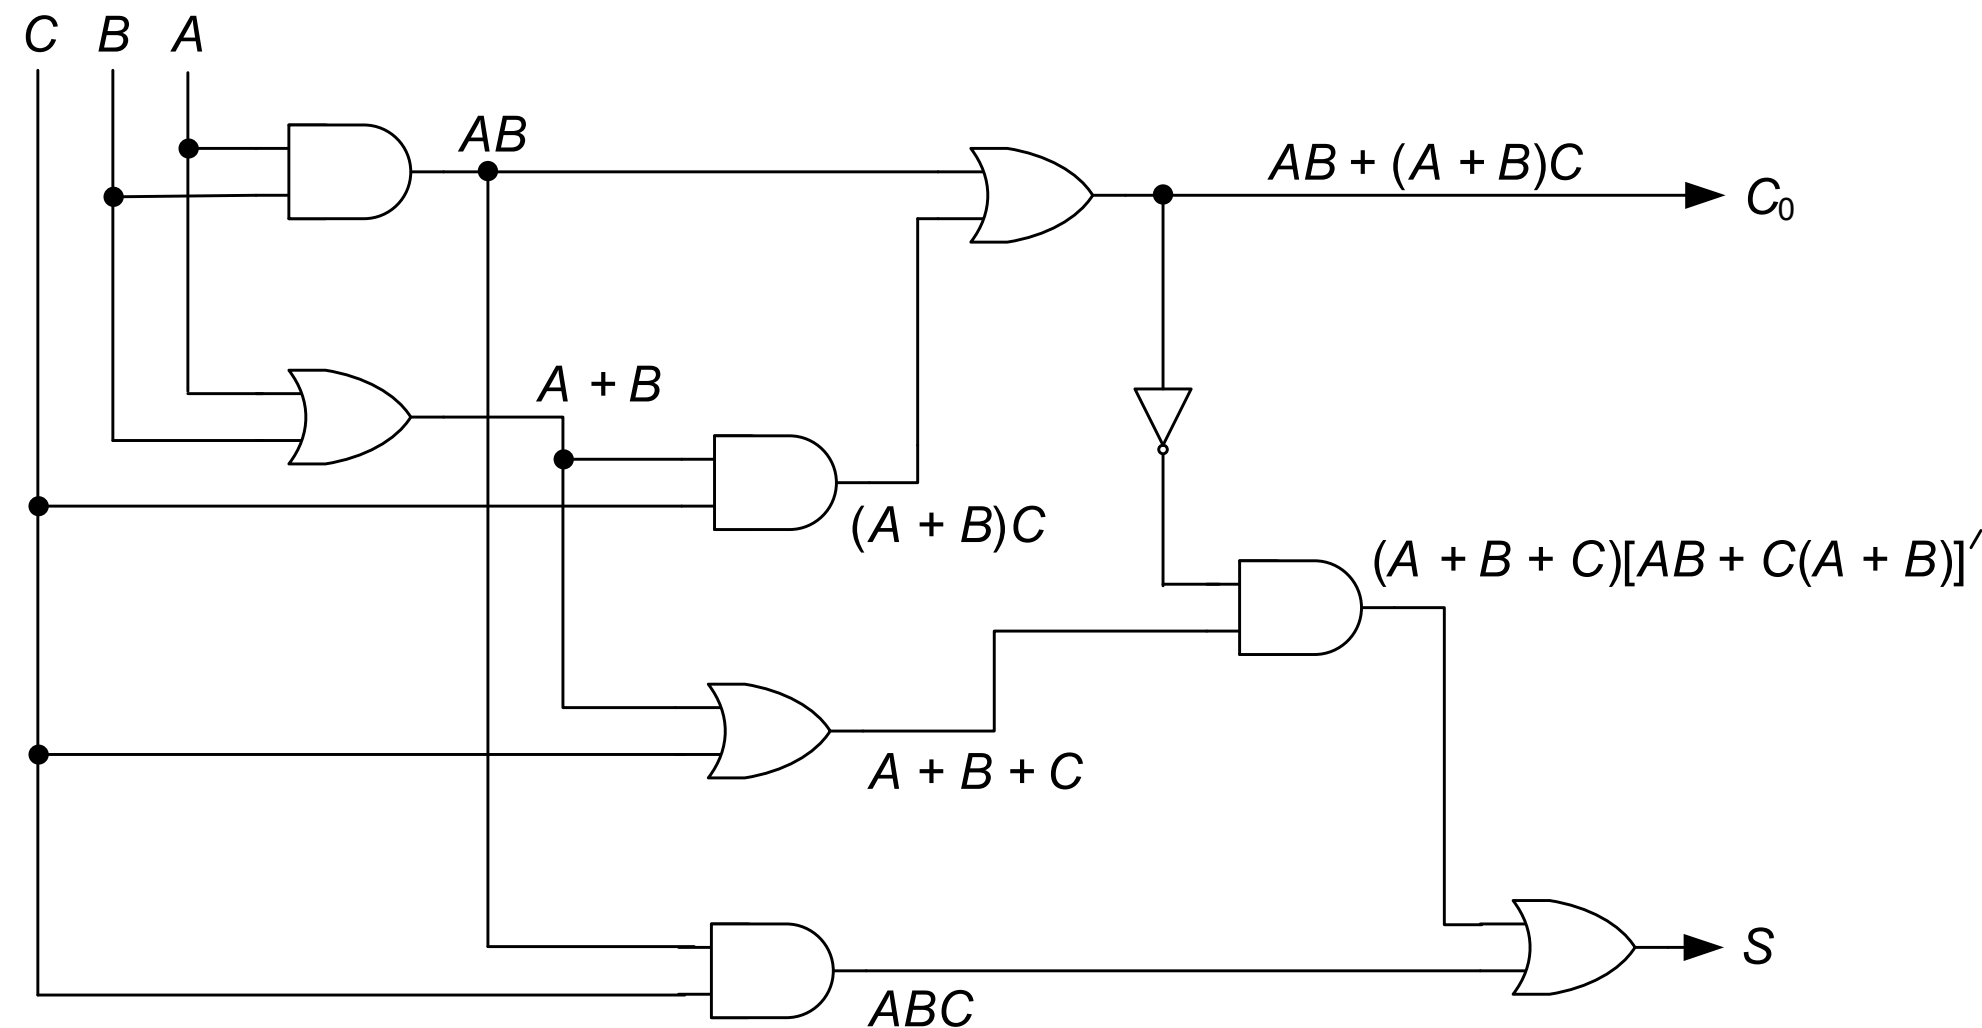 C B A
AB
AB + (A + B)C
C₀
A + B
(A + B)C
(A + B + C)[AB + C(A + B)]′
A + B + C
S
ABC